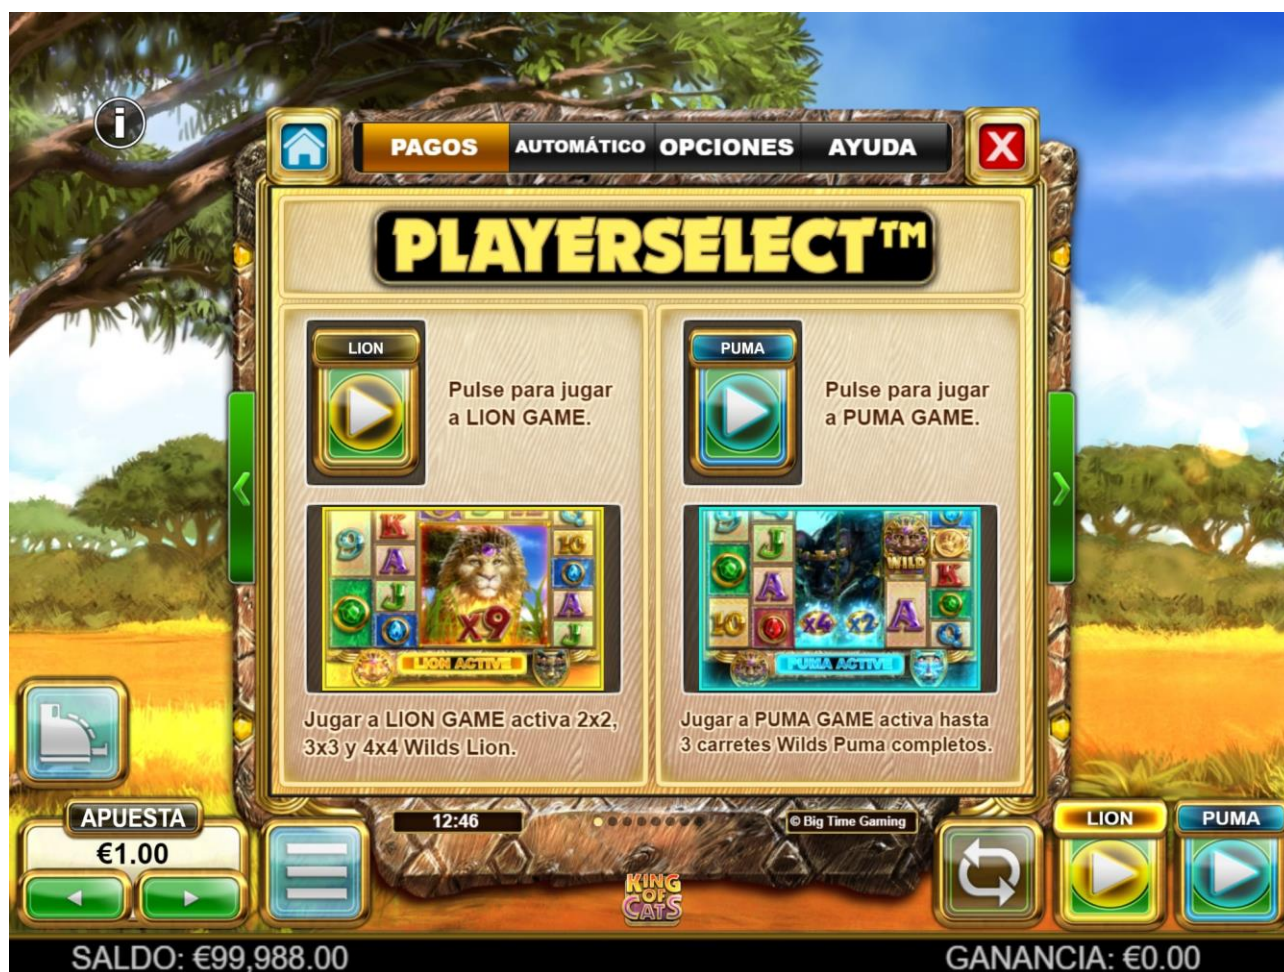 i
PAGOS
AUTOMÁTICO
OPCIONES
AYUDA
X
PLAYERSELECT™
LION
Pulse para jugar
a LION GAME.
PUMA
Pulse para jugar
a PUMA GAME.
9
K
A
J
10
A
J
x9
LION ACTIVE
J
A
10
WILD
K
A
Q
x4
x2
PUMA ACTIVE
Jugar a LION GAME activa 2x2,
3x3 y 4x4 Wilds Lion.
Jugar a PUMA GAME activa hasta
3 carretes Wilds Puma completos.
APUESTA
€1.00
12:46
© Big Time Gaming
KING
OF
CATS
LION
PUMA
SALDO: €99,988.00
GANANCIA: €0.00